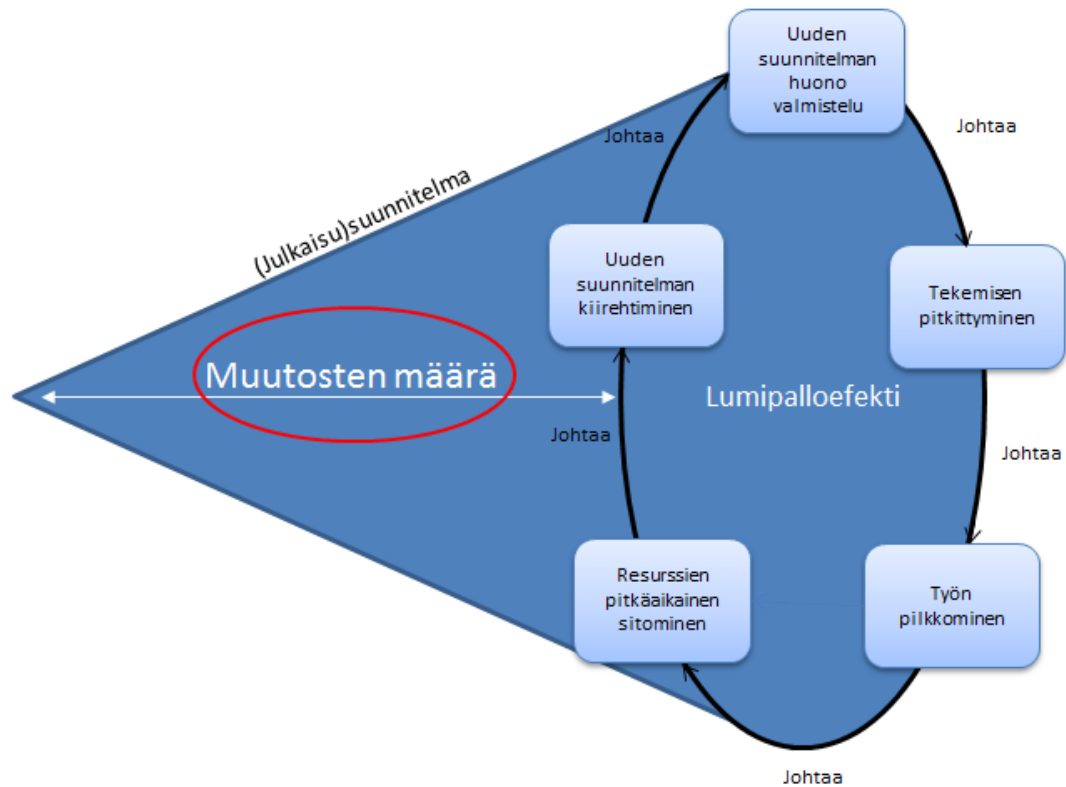 Uuden
suunnitelman
huono
valmistelu
Johtaa
Johtaa
(Julkaisu)suunnitelma
Uuden
suunnitelman
kiirehtiminen
Tekemisen
pitkittyminen
Muutosten määrä
Lumipalloefekti
Johtaa
Johtaa
Resurssien
pitkäaikainen
sitominen
Työn
pilkkominen
Johtaa